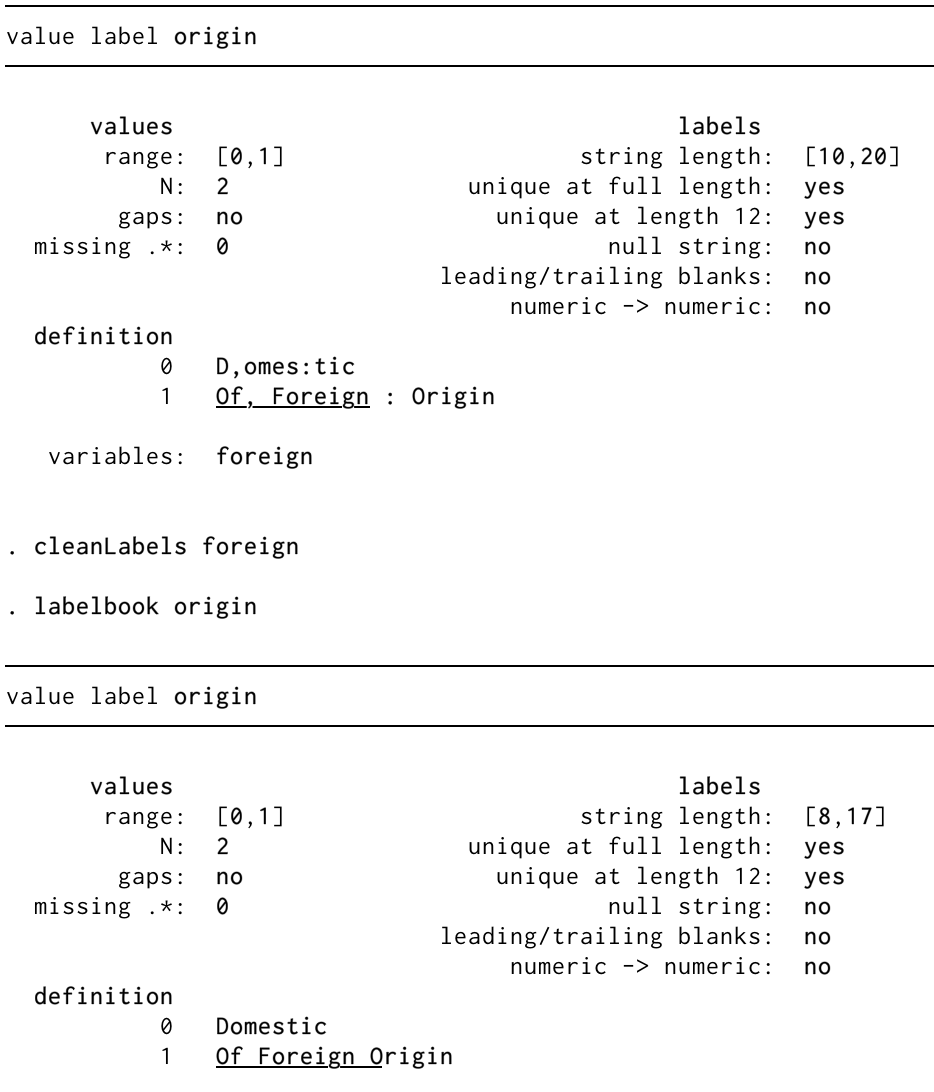 value label origin
values labels
range: [0,1] string length: [10,20]
N: 2 unique at full length: yes
gaps: no unique at length 12: yes
missing .*: 0 null string: no
leading/trailing blanks: no
numeric -> numeric: no
definition
0 D,omes:tic
1 Of, Foreign : Origin
variables: foreign
. cleanLabels foreign
. labelbook origin
value label origin
values labels
range: [0,1] string length: [8,17]
N: 2 unique at full length: yes
gaps: no unique at length 12: yes
missing .*: 0 null string: no
leading/trailing blanks: no
numeric -> numeric: no
definition
0 Domestic
1 Of Foreign Origin